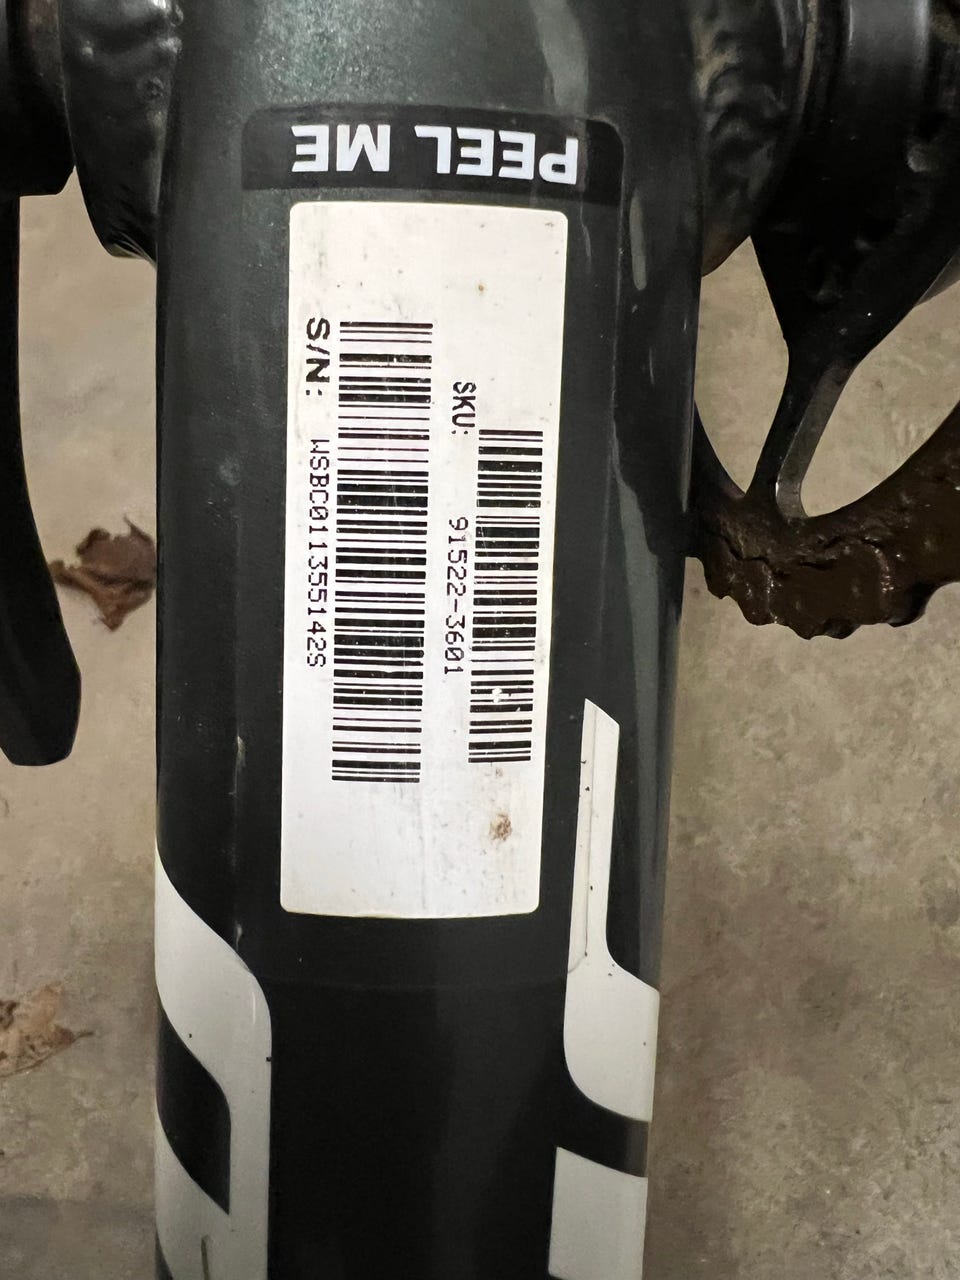 PEEL ME
SKU:
91522-3601
S/N:
WSBC011355142S